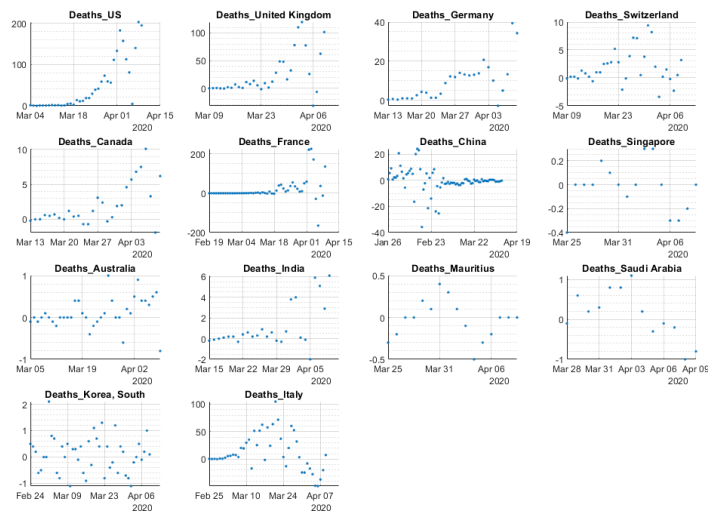 Deaths_US
200
150
100
50
0
Mar 04 Mar 18 Apr 01 Apr 15
2020
Deaths_United Kingdom
100
50
0
Mar 09 Mar 23 Apr 06
2020
Deaths_Germany
40
20
0
Mar 13 Mar 20 Mar 27 Apr 03
2020
Deaths_Switzerland
10
5
0
-5
Mar 09 Mar 23 Apr 06
2020
Deaths_Canada
10
5
0
Mar 13 Mar 20 Mar 27 Apr 03
2020
Deaths_France
200
0
-200
Feb 19 Mar 04 Mar 18 Apr 01 Apr 15
2020
Deaths_China
20
0
-20
-40
Jan 26 Feb 23 Mar 22 Apr 19
2020
Deaths_Singapore
0.2
0
-0.2
-0.4
Mar 25 Mar 31 Apr 06
2020
Deaths_Australia
1
0
-1
Mar 05 Mar 19 Apr 02
2020
Deaths_India
6
4
2
0
-2
Mar 15 Mar 22 Mar 29 Apr 05
2020
Deaths_Mauritius
0.5
0
-0.5
Mar 25 Mar 31 Apr 06
2020
Deaths_Saudi Arabia
1
0
-1
Mar 28 Mar 31 Apr 03 Apr 06 Apr 09
2020
Deaths_Korea, South
2
1
0
-1
Feb 24 Mar 09 Mar 23 Apr 06
2020
Deaths_Italy
100
50
0
Feb 25 Mar 10 Mar 24 Apr 07
2020